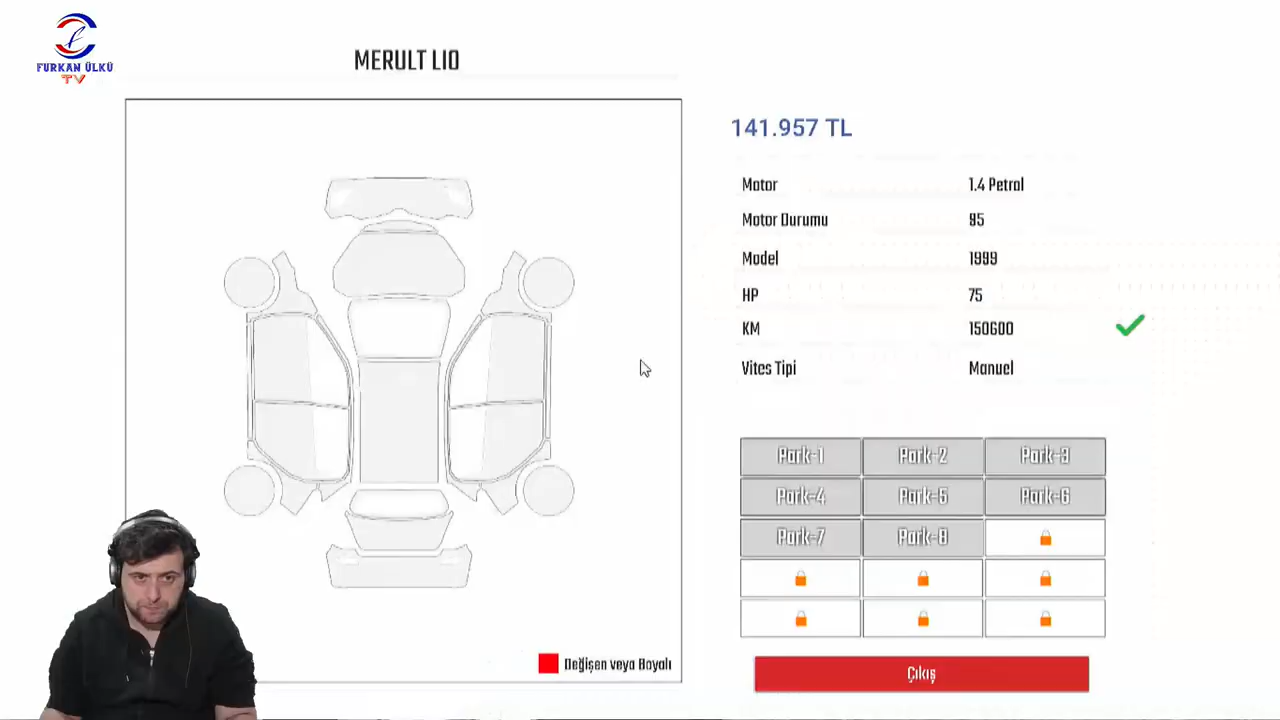 FURKAN ÜLKÜ
TV
MERULT LIO
141.957 TL
Motor 1.4 Petrol
Motor Durumu 95
Model 1999
HP 75
KM 150600
Vites Tipi Manuel
Park-1 Park-2 Park-3
Park-4 Park-5 Park-6
Park-7 Park-8
Değişen veya Boyalı
Çıkış